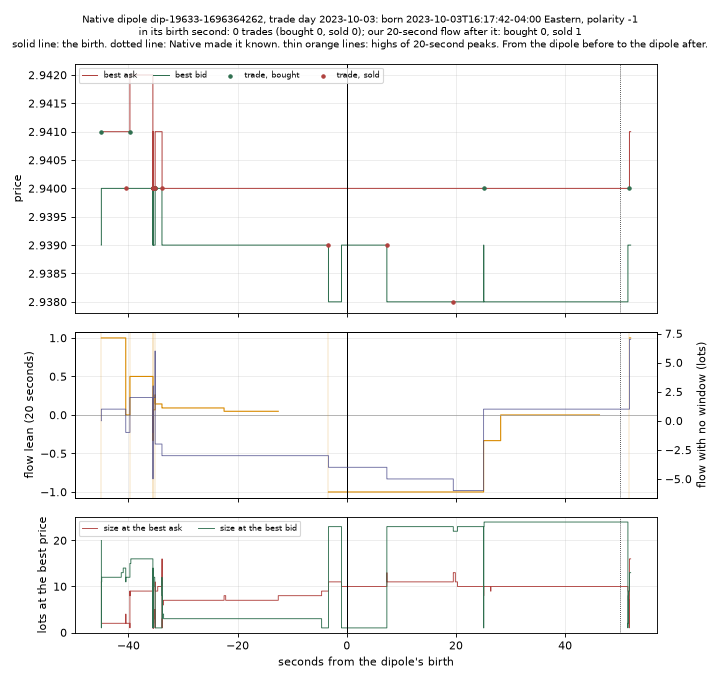 Native dipole dip-19633-1696364262, trade day 2023-10-03: born 2023-10-03T16:17:42-04:00 Eastern, polarity -1
in its birth second: 0 trades (bought 0, sold 0); our 20-second flow after it: bought 0, sold 1
solid line: the birth. dotted line: Native made it known. thin orange lines: highs of 20-second peaks. From the dipole before to the dipole after.
best ask best bid trade, bought trade, sold
2.9420
2.9415
2.9410
2.9405
2.9400
2.9395
2.9390
2.9385
2.9380
price
1.0
0.5
0.0
−0.5
−1.0
flow lean (20 seconds)
7.5
5.0
2.5
0.0
−2.5
−5.0
flow with no window (lots)
size at the best ask size at the best bid
20
10
0
lots at the best price
−40 −20 0 20 40
seconds from the dipole's birth